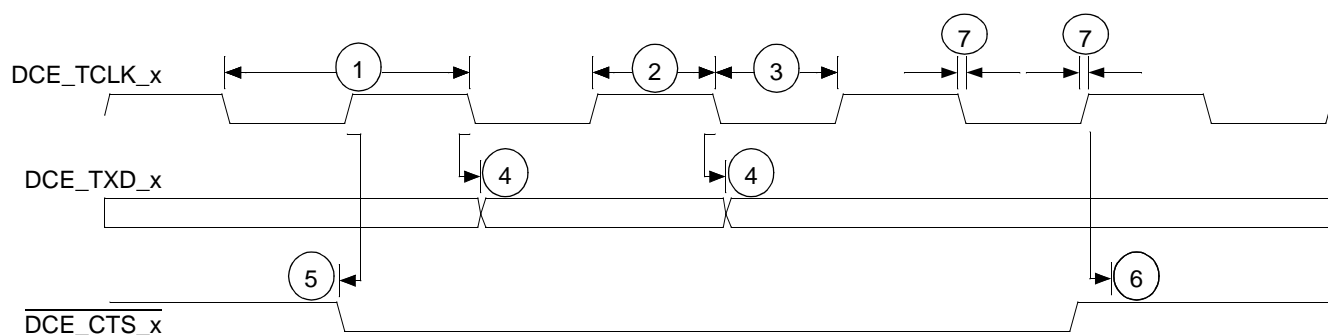 7 7
1 2 3
DCE_TCLK_x
4 4
DCE_TXD_x
5 6
DCE_CTS_x